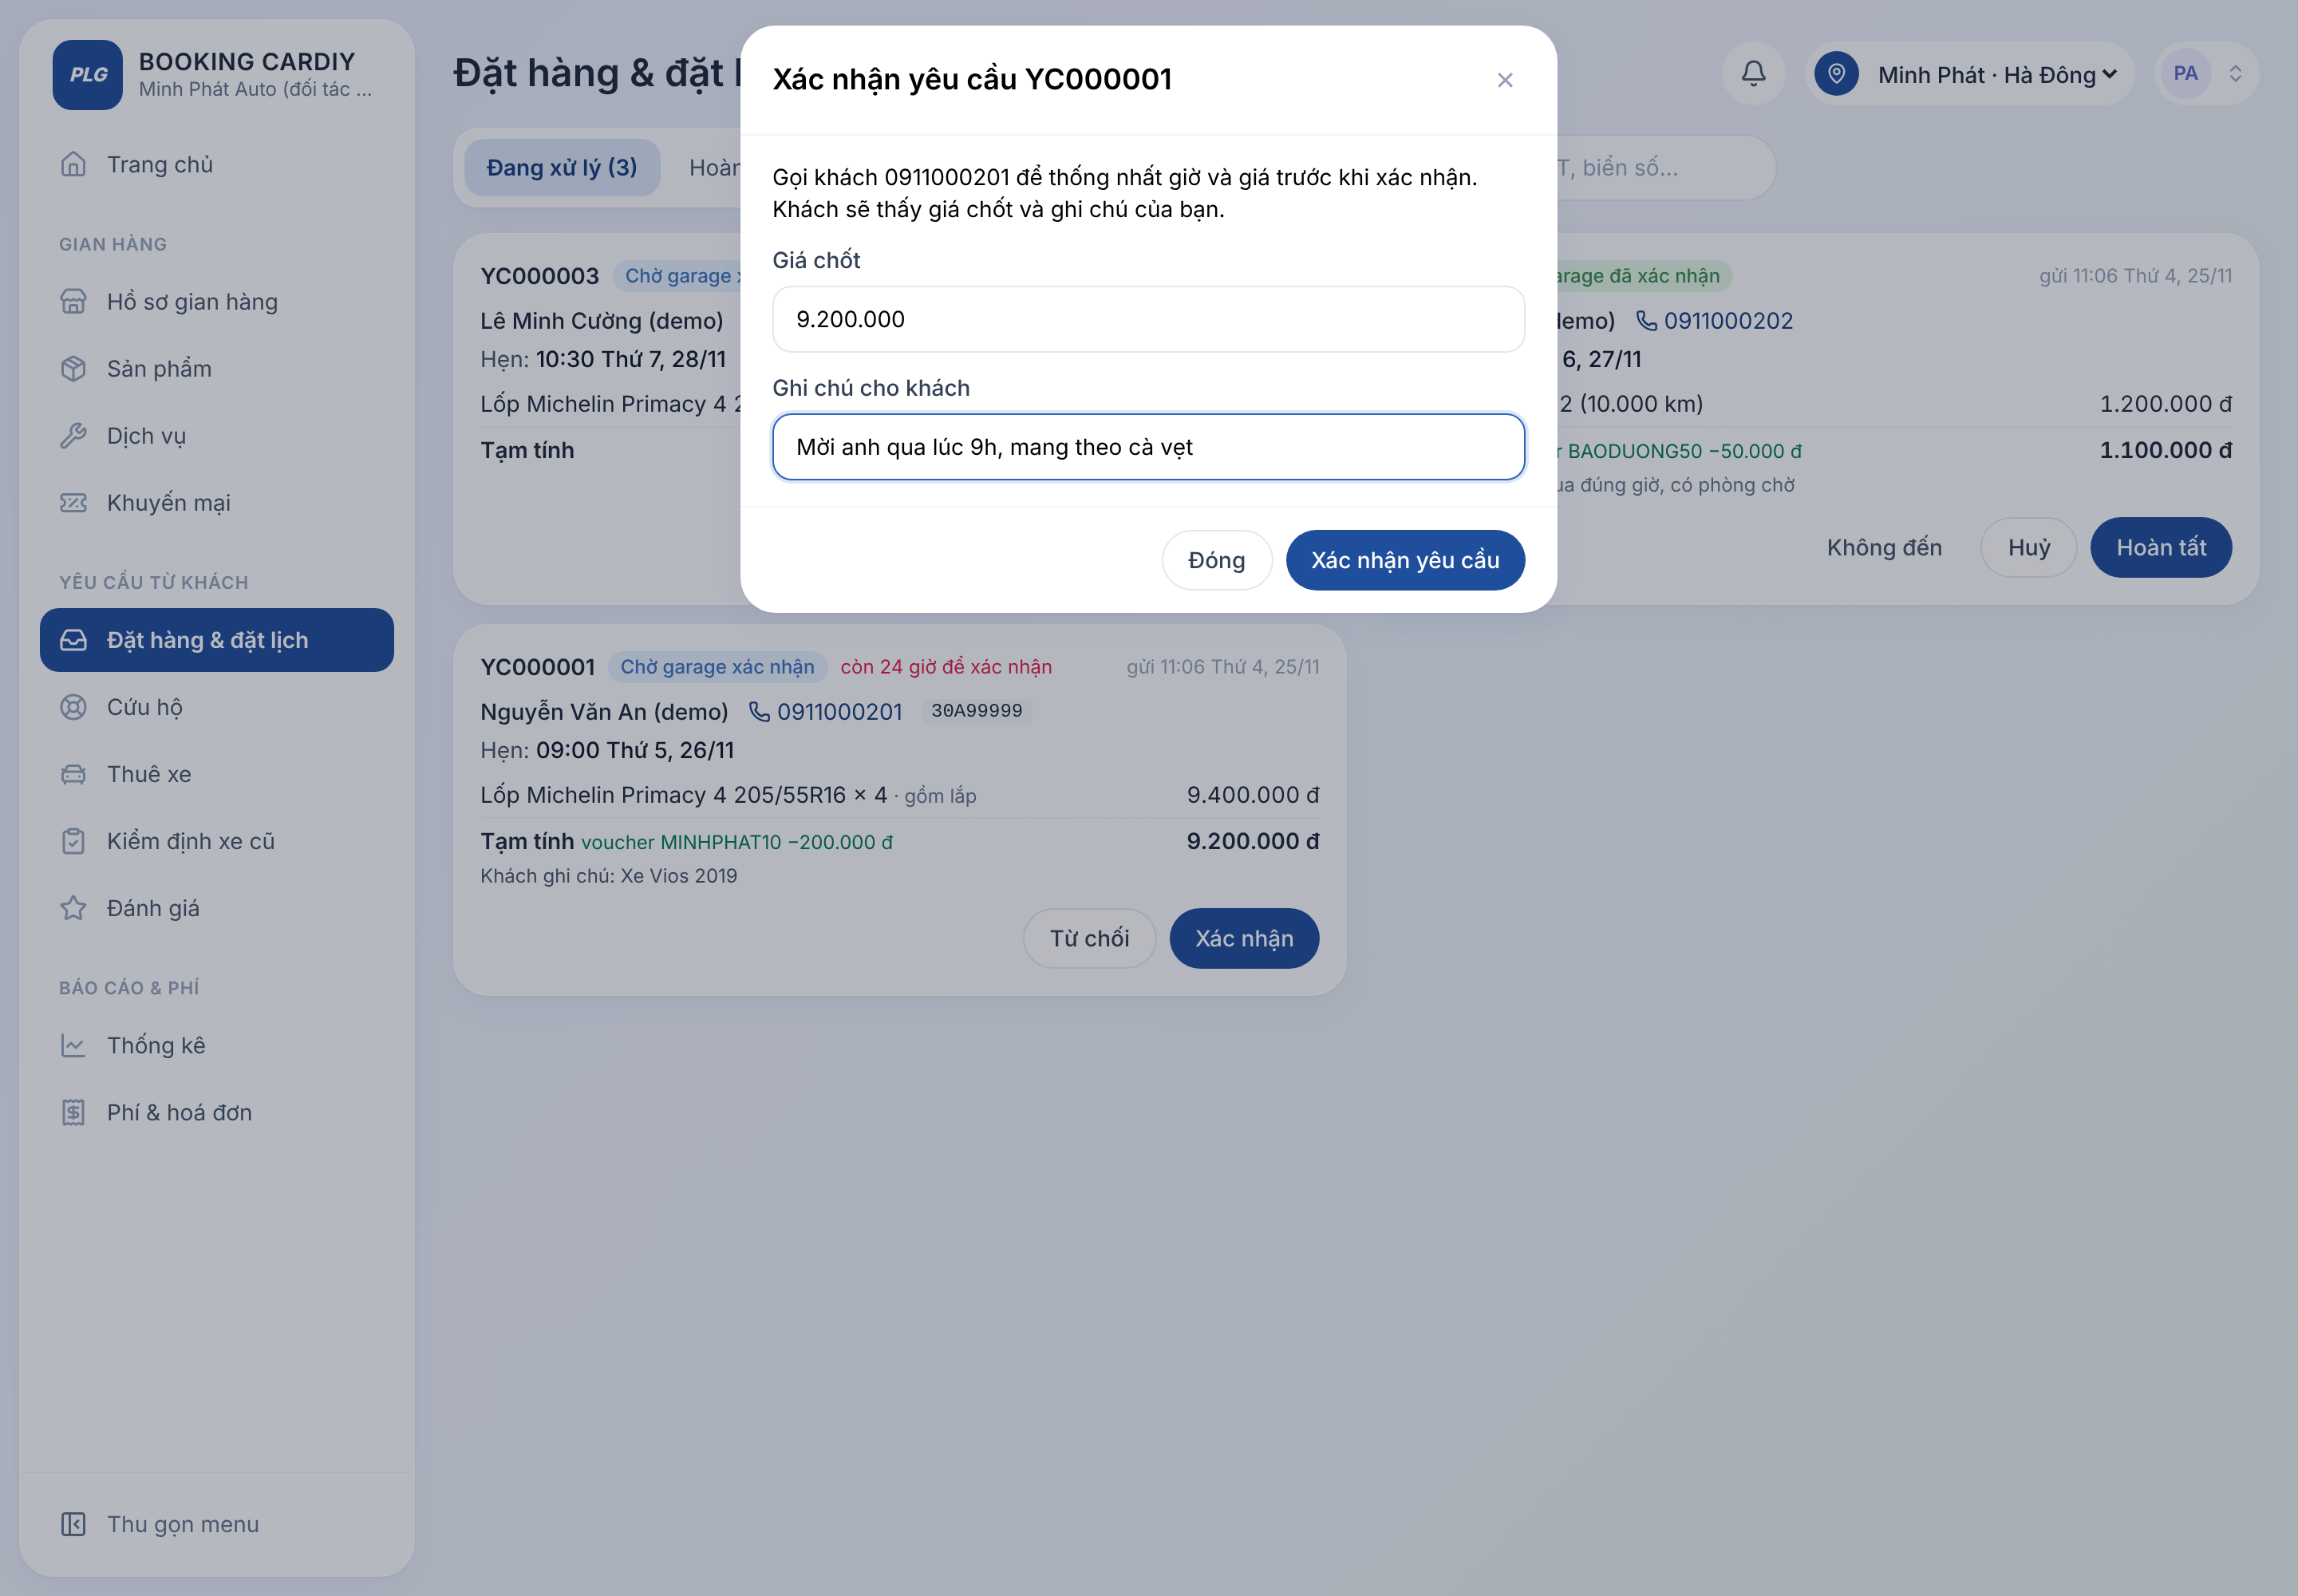 PLG
BOOKING CARDIY
Minh Phát Auto (đối tác ...
Trang chủ
GIAN HÀNG
Hồ sơ gian hàng
Sản phẩm
Dịch vụ
Khuyến mại
YÊU CẦU TỪ KHÁCH
Đặt hàng & đặt lịch
Cứu hộ
Thuê xe
Kiểm định xe cũ
Đánh giá
BÁO CÁO & PHÍ
Thống kê
Phí & hoá đơn
Thu gọn menu
Đặt hàng & đặt
Minh Phát · Hà Đông
PA
Đang xử lý (3)
T, biển số...
Xác nhận yêu cầu YC000001
Gọi khách 0911000201 để thống nhất giờ và giá trước khi xác nhận.
Khách sẽ thấy giá chốt và ghi chú của bạn.
Giá chốt
9.200.000
Ghi chú cho khách
Mời anh qua lúc 9h, mang theo cà vẹt
Đóng
Xác nhận yêu cầu
YC000003 Chờ garage
Lê Minh Cường (demo)
Hẹn: 10:30 Thứ 7, 28/11
Lốp Michelin Primacy 4 2
Tạm tính
đã xác nhận gửi 11:06 Thứ 4, 25/11
0911000202
6, 27/11
2 (10.000 km) 1.200.000 đ
BAODUONG50 −50.000 đ 1.100.000 đ
đúng giờ, có phòng chờ
Không đến
Huỷ
Hoàn tất
YC000001 Chờ garage xác nhận còn 24 giờ để xác nhận gửi 11:06 Thứ 4, 25/11
Nguyễn Văn An (demo) 0911000201 30A99999
Hẹn: 09:00 Thứ 5, 26/11
Lốp Michelin Primacy 4 205/55R16 × 4 · gồm lắp 9.400.000 đ
Tạm tính voucher MINHPHAT10 −200.000 đ 9.200.000 đ
Khách ghi chú: Xe Vios 2019
Từ chối
Xác nhận